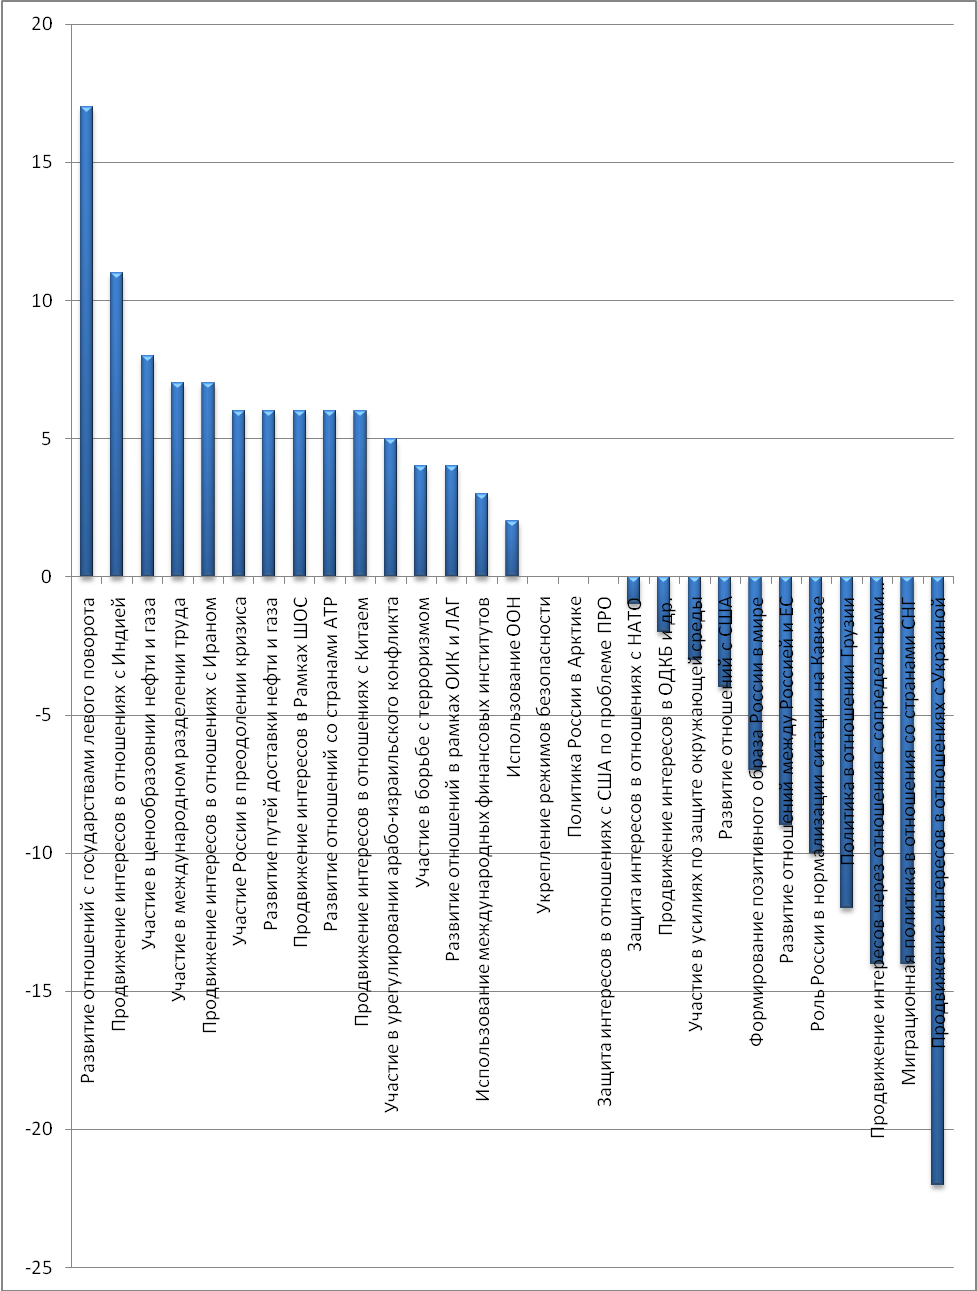 20
15
10
5
0
-5
-10
-15
-20
-25
Развитие отношений с государствами левого поворота
Продвижение интересов в отношениях с Индией
Участие в ценообразовнии нефти и газа
Участие в международном разделении труда
Продвижение интересов в отношениях с Ираном
Участие России в преодолении кризиса
Развитие путей доставки нефти и газа
Продвижение интересов в Рамках ШОС
Развитие отношений со странами АТР
Продвижение интересов в отношениях с Китаем
Участие в урегулировании арабо-израильского конфликта
Участие в борьбе с терроризмом
Развитие отношений в рамках ОИК и ЛАГ
Использование международных финансовых институтов
Использование ООН
Укрепление режимов безопасности
Политика России в Арктике
Защита интересов в отношениях с США по проблеме ПРО
Защита интересов в отношениях с НАТО
Продвижение интересов в ОДКБ и др.
Участие в усилиях по защите окружающей среды
Развитие отношений с США
Формирование позитивного образа России в мире
Развитие отношений между Россией и ЕС
Роль России в нормализации ситации на Кавказе
Политика в отношении Грузии
Продвижение интересов через отношения с сопредельными...
Миграционная политика в отношения со странами СНГ
Продвижение интересов в отношениях с Украиной